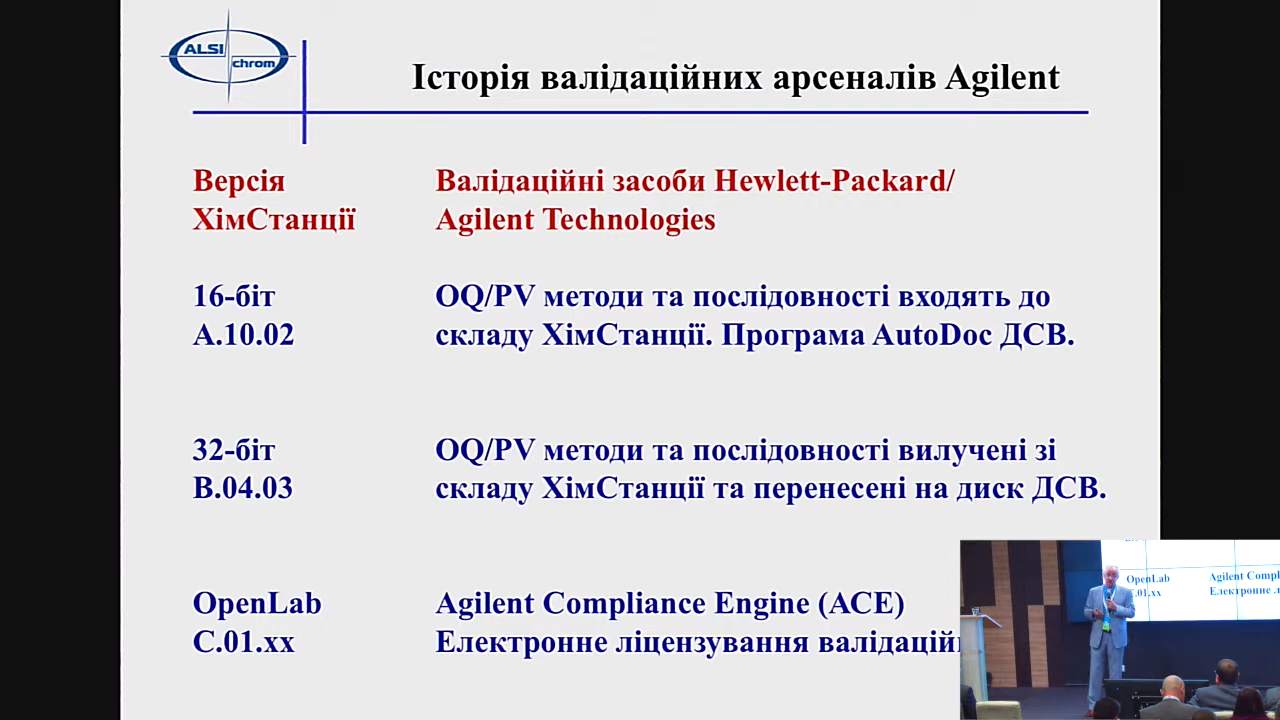 ALSI
chrom
Історія валідаційних арсеналів Agilent
Версія
ХімСтанції
Валідаційні засоби Hewlett-Packard/
Agilent Technologies
16-біт
A.10.02
OQ/PV методи та послідовності входять до
складу ХімСтанції. Програма AutoDoc ДСВ.
32-біт
B.04.03
OQ/PV методи та послідовності вилучені зі
складу ХімСтанції та перенесені на диск ДСВ.
OpenLab
C.01.xx
Agilent Compliance Engine (ACE)
Електронне ліцензування
OpenLab
Agilent
Електронне